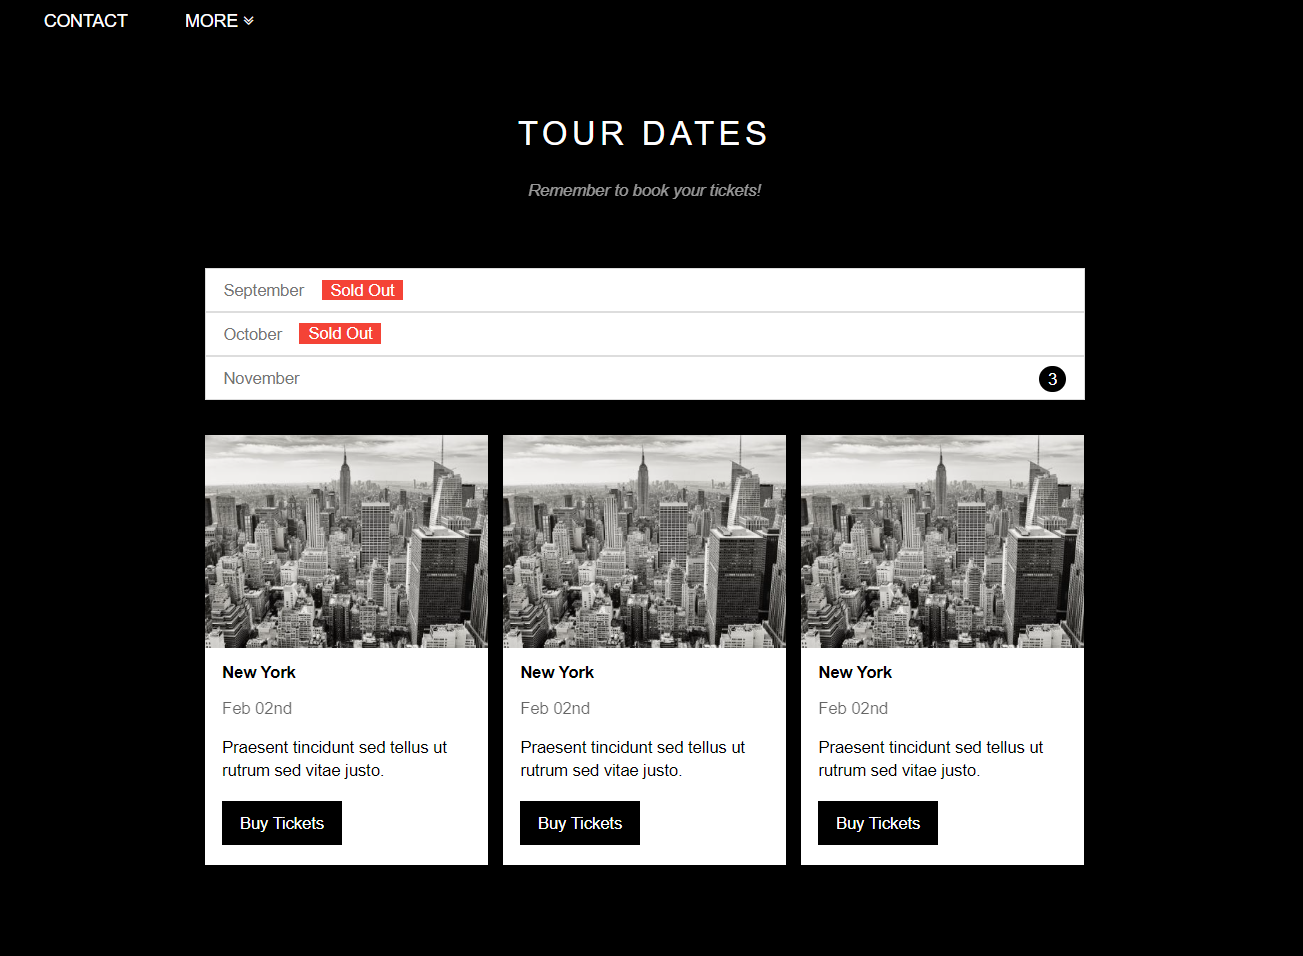 CONTACT MORE
TOUR DATES
Remember to book your tickets!
September Sold Out
October Sold Out
November 3
New York
Feb 02nd
Praesent tincidunt sed tellus ut
rutrum sed vitae justo.
Buy Tickets
New York
Feb 02nd
Praesent tincidunt sed tellus ut
rutrum sed vitae justo.
Buy Tickets
New York
Feb 02nd
Praesent tincidunt sed tellus ut
rutrum sed vitae justo.
Buy Tickets